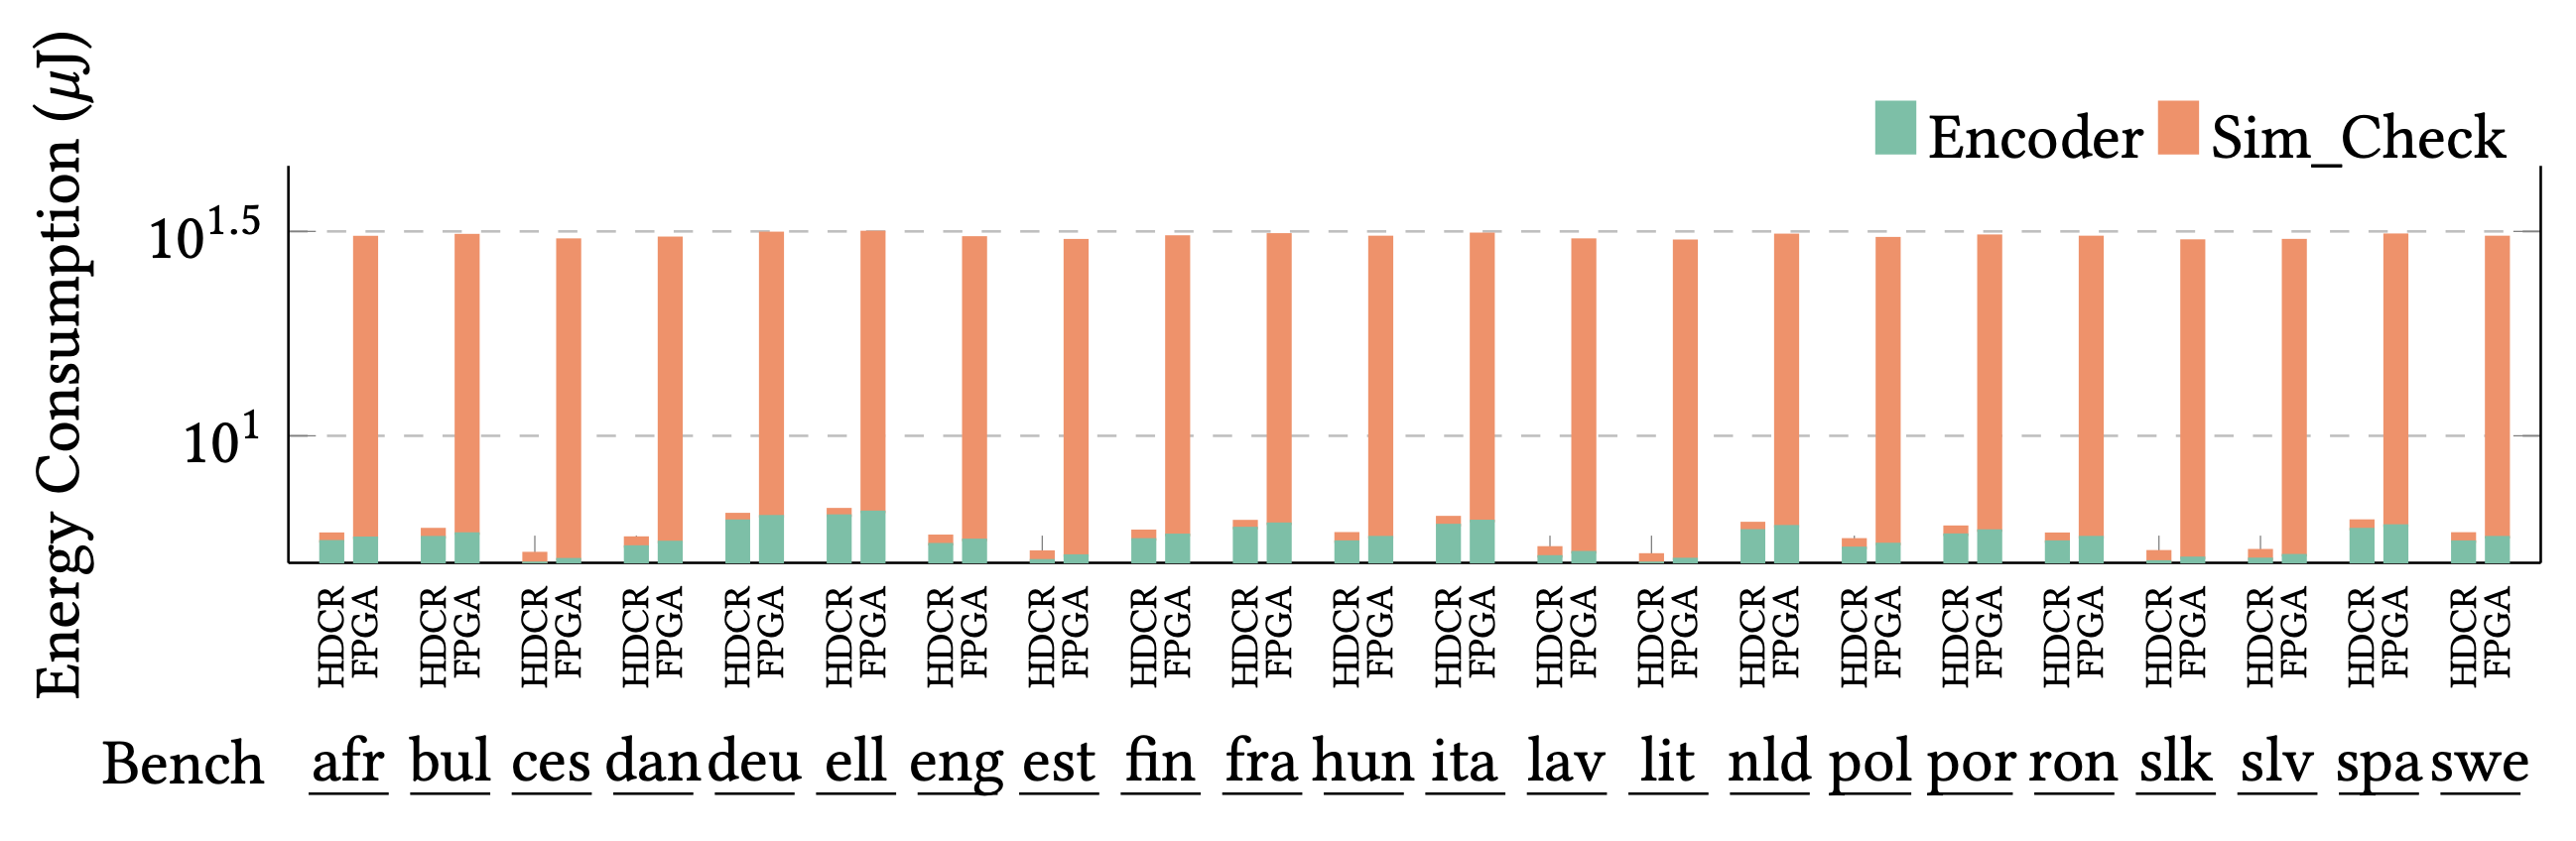 Energy Consumption (μJ)
Encoder Sim_Check
10^1.5
10^1
HDCR FPGA HDCR FPGA HDCR FPGA HDCR FPGA HDCR FPGA HDCR FPGA HDCR FPGA HDCR FPGA HDCR FPGA HDCR FPGA HDCR FPGA HDCR FPGA HDCR FPGA HDCR FPGA HDCR FPGA HDCR FPGA HDCR FPGA HDCR FPGA HDCR FPGA HDCR FPGA HDCR FPGA HDCR FPGA
Bench afr bul ces dan deu ell eng est fin fra hun ita lav lit nld pol por ron slk slv spa swe